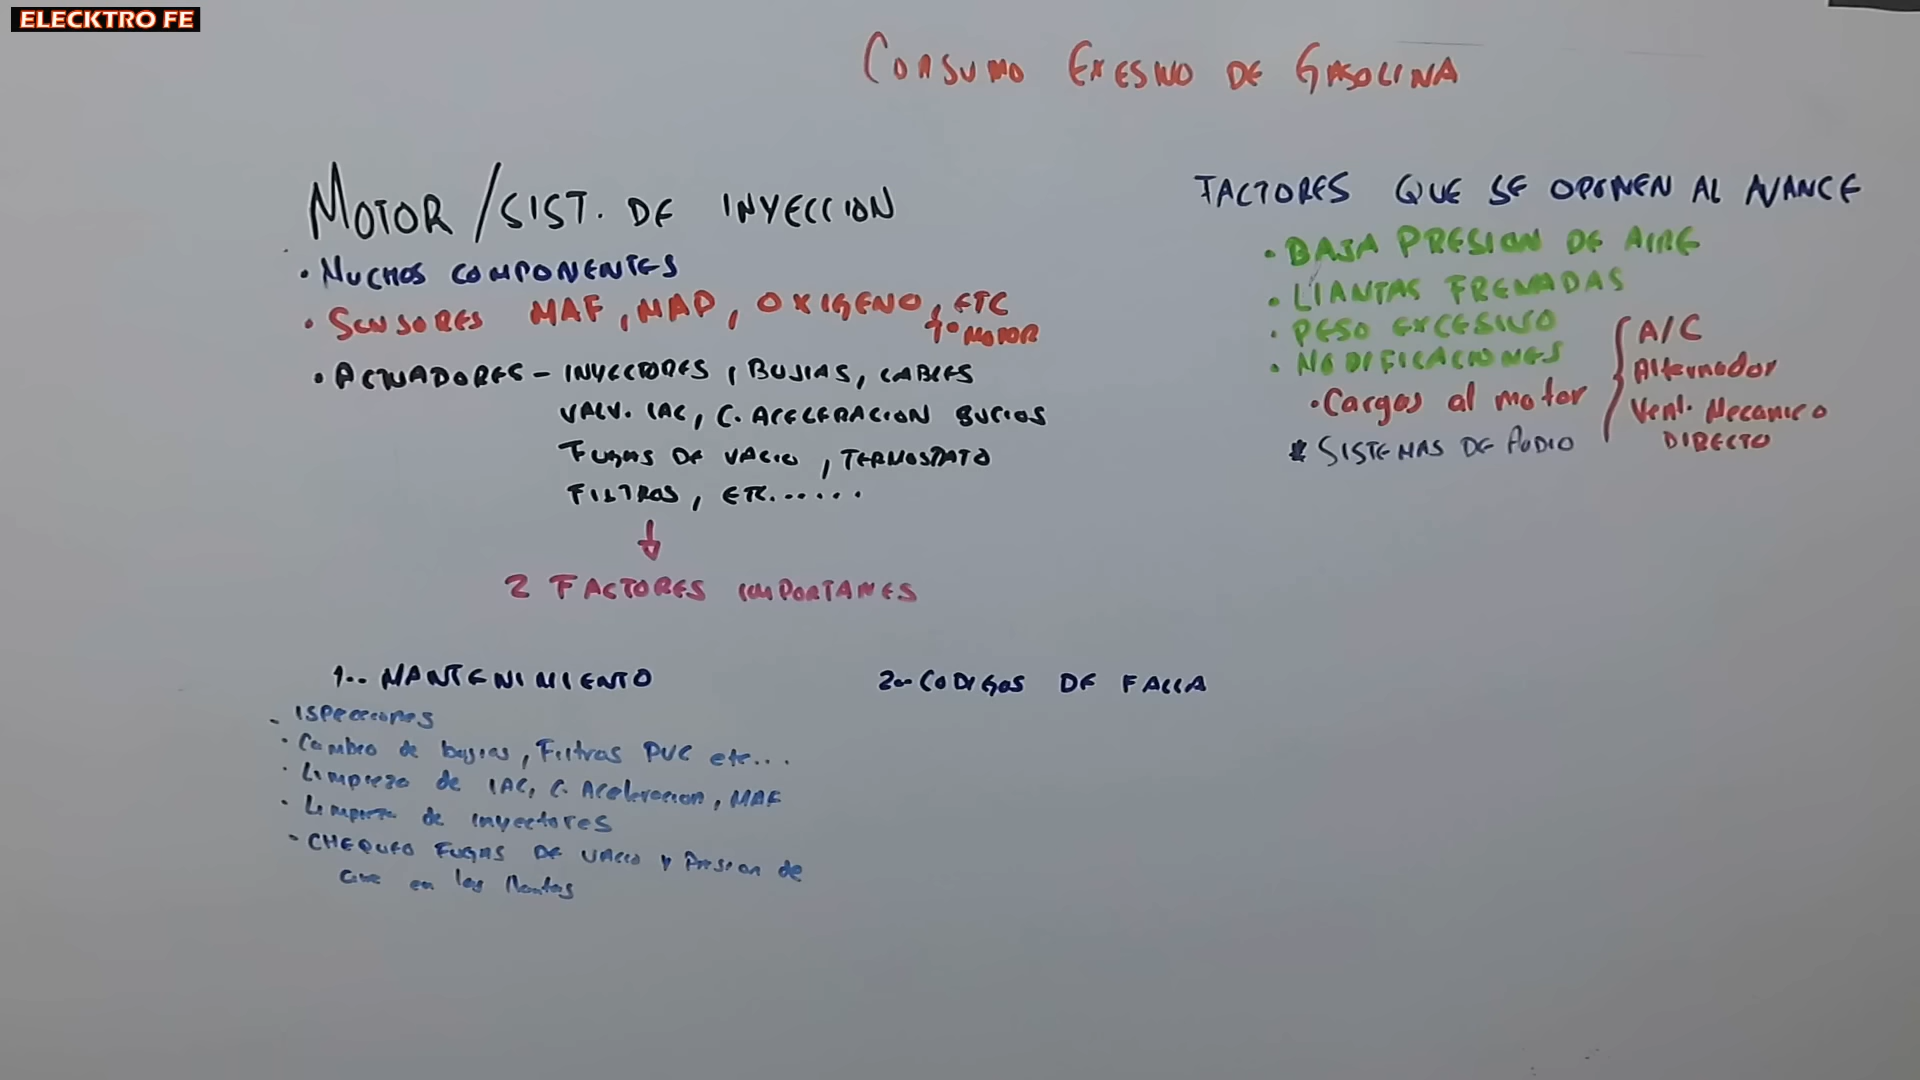 ELECKTRO FE
CONSUMO EXESIVO DE GASOLINA
MOTOR / SIST. DE INYECCION
• MUCHOS COMPONENTES
• SENSORES MAF, MAP, OXIGENO, ETC
T° MOTOR
• ACTUADORES - INYECTORES, BUJIAS, CABLES
VALV. IAC, C. ACELERACION SUCIOS
FUGAS DE VACIO, TERMOSTATO
FILTROS, ETC......
2 FACTORES IMPORTANES
1.- MANTENIMIENTO
- ISPECCIONES
• Cambio de bujias, Filtros PVC etc...
• Limpieza de IAC, C. Aceleracion, MAF
• Limpieza de inyectores
- CHEQUEO FUGAS DE VACIO y Presion de
aire en las llantas
2.- CODIGOS DE FALLA
FACTORES QUE SE OPONEN AL AVANCE
• BAJA PRESION DE AIRE
• LLANTAS FRENADAS
• PESO EXCESIVO
• MODIFICACIONES
• Cargas al motor
SISTEMAS DE AUDIO
A/C
Alternador
Vent. Mecanico
DIRECTO